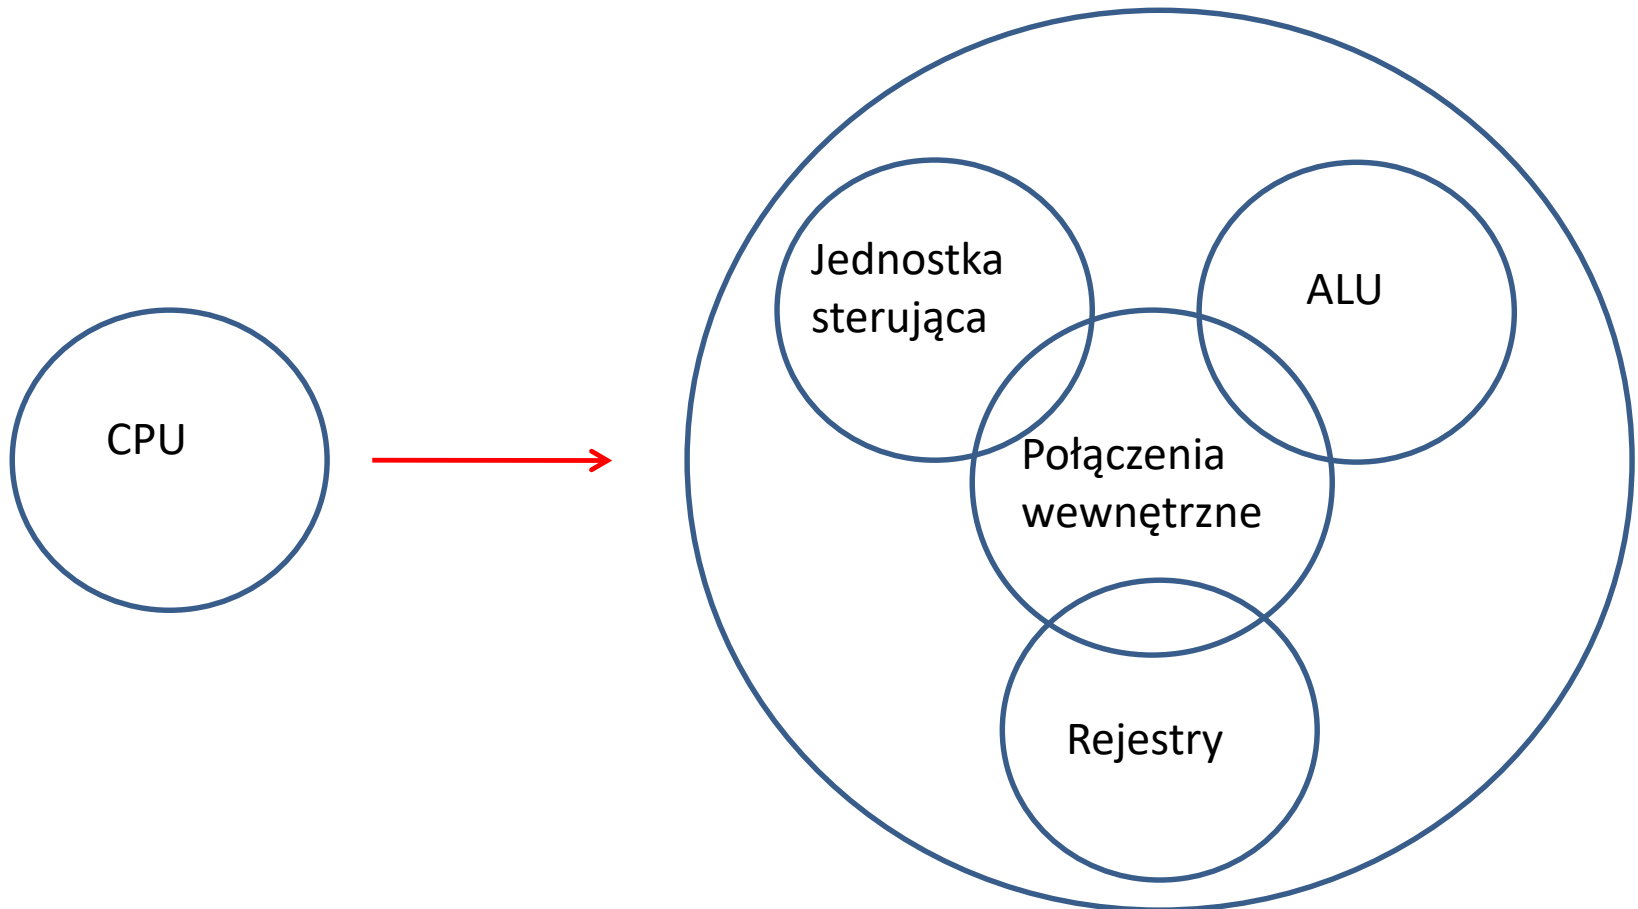 CPU
Jednostka
sterująca
ALU
Połączenia
wewnętrzne
Rejestry